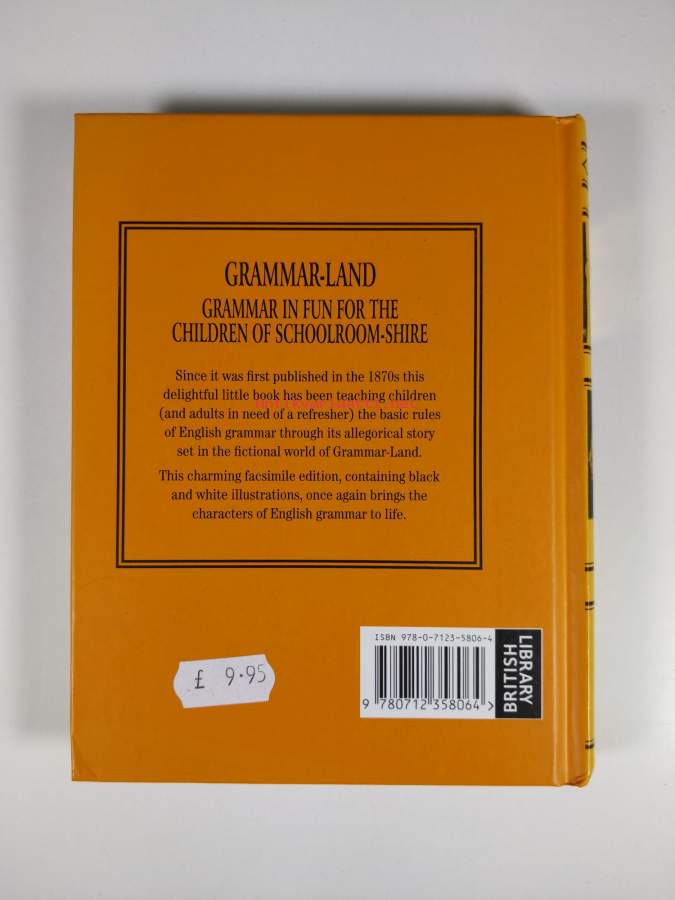 GRAMMAR-LAND
GRAMMAR IN FUN FOR THE
CHILDREN OF SCHOOLROOM-SHIRE
Since it was first published in the 1870s this
delightful little book has been teaching children
(and adults in need of a refresher) the basic rules
of English grammar through its allegorical story
set in the fictional world of Grammar-Land.
This charming facsimile edition, containing black
and white illustrations, once again brings the
characters of English grammar to life.
£ 9.95
ISBN 978-0-7123-5806-4
9 780712 358064 >
LIBRARY
BRITISH